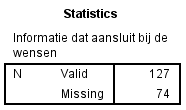 Statistics
Informatie dat aansluit bij de
wensen
N Valid 127
Missing 74